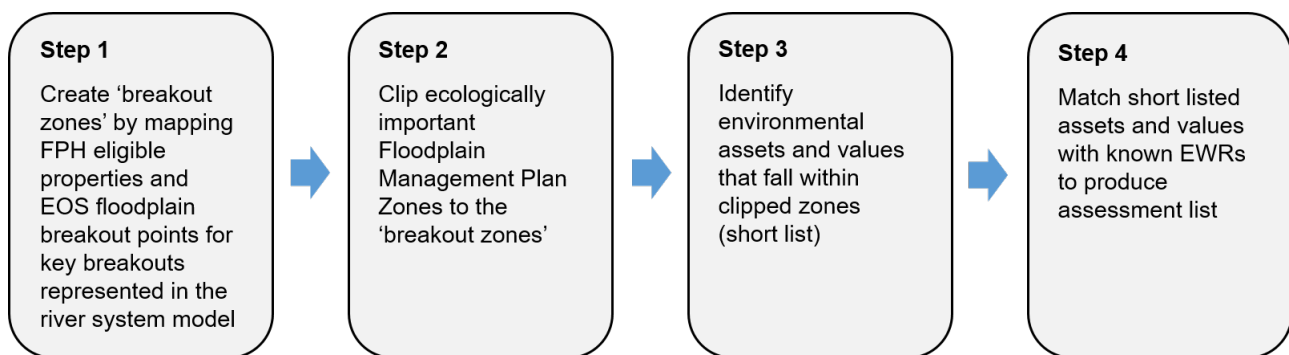 Step 1
Create ‘breakout
zones’ by mapping
FPH eligible
properties and
EOS floodplain
breakout points for
key breakouts
represented in the
river system model
Step 2
Clip ecologically
important
Floodplain
Management Plan
Zones to the
‘breakout zones’
Step 3
Identify
environmental
assets and values
that fall within
clipped zones
(short list)
Step 4
Match short listed
assets and values
with known EWRs
to produce
assessment list